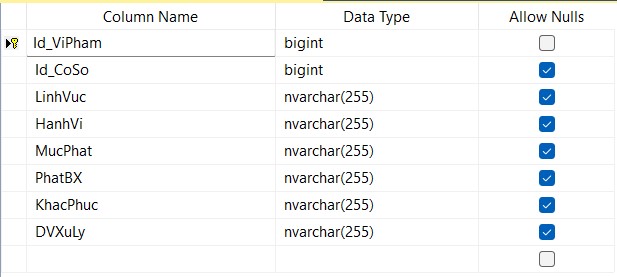 Column Name Data Type Allow Nulls
Id_ViPham bigint
Id_CoSo bigint
LinhVuc nvarchar(255)
HanhVi nvarchar(255)
MucPhat nvarchar(255)
PhatBX nvarchar(255)
KhacPhuc nvarchar(255)
DVXuLy nvarchar(255)